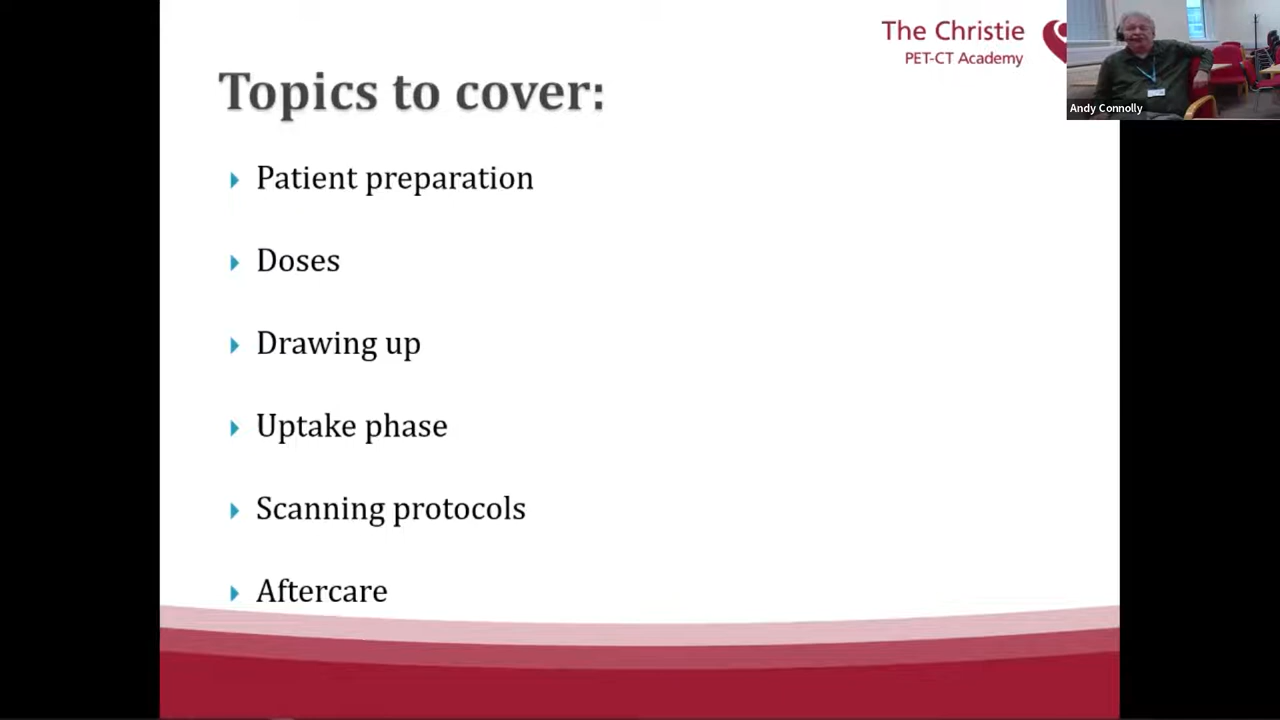 The Christie
PET-CT Academy
Andy Connolly
Topics to cover:
Patient preparation
Doses
Drawing up
Uptake phase
Scanning protocols
Aftercare